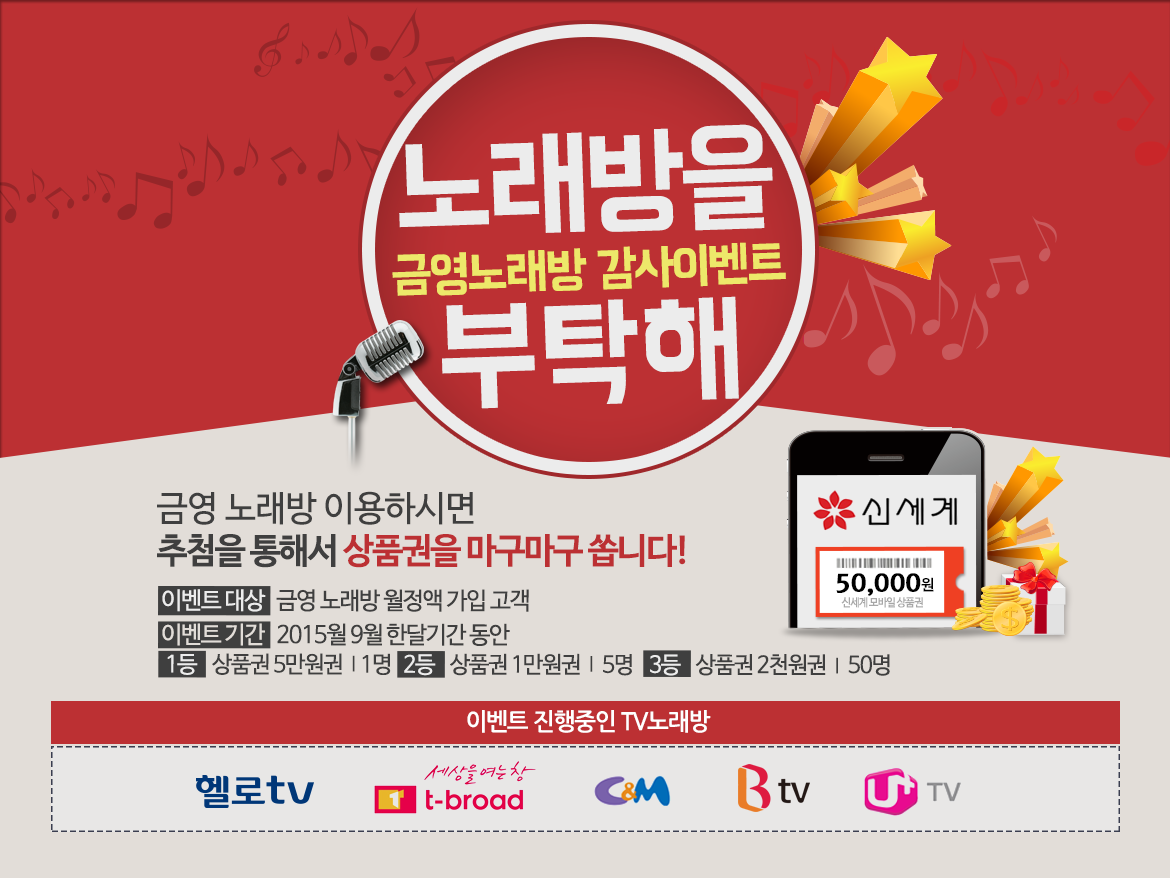 노래방을
금영노래방 감사이벤트
부탁해
금영 노래방 이용하시면
추첨을 통해서 상품권을 마구마구 쏩니다!
이벤트 대상 금영 노래방 월정액 가입 고객
이벤트 기간 2015월 9월 한달기간 동안
1등 상품권 5만원권 | 1명 2등 상품권 1만원권 | 5명 3등 상품권 2천원권 | 50명
신세계
50,000원
신세계 모바일 상품권
이벤트 진행중인 TV노래방
헬로tv
세상을 여는 창
t-broad
C&M
B tv
U+ TV